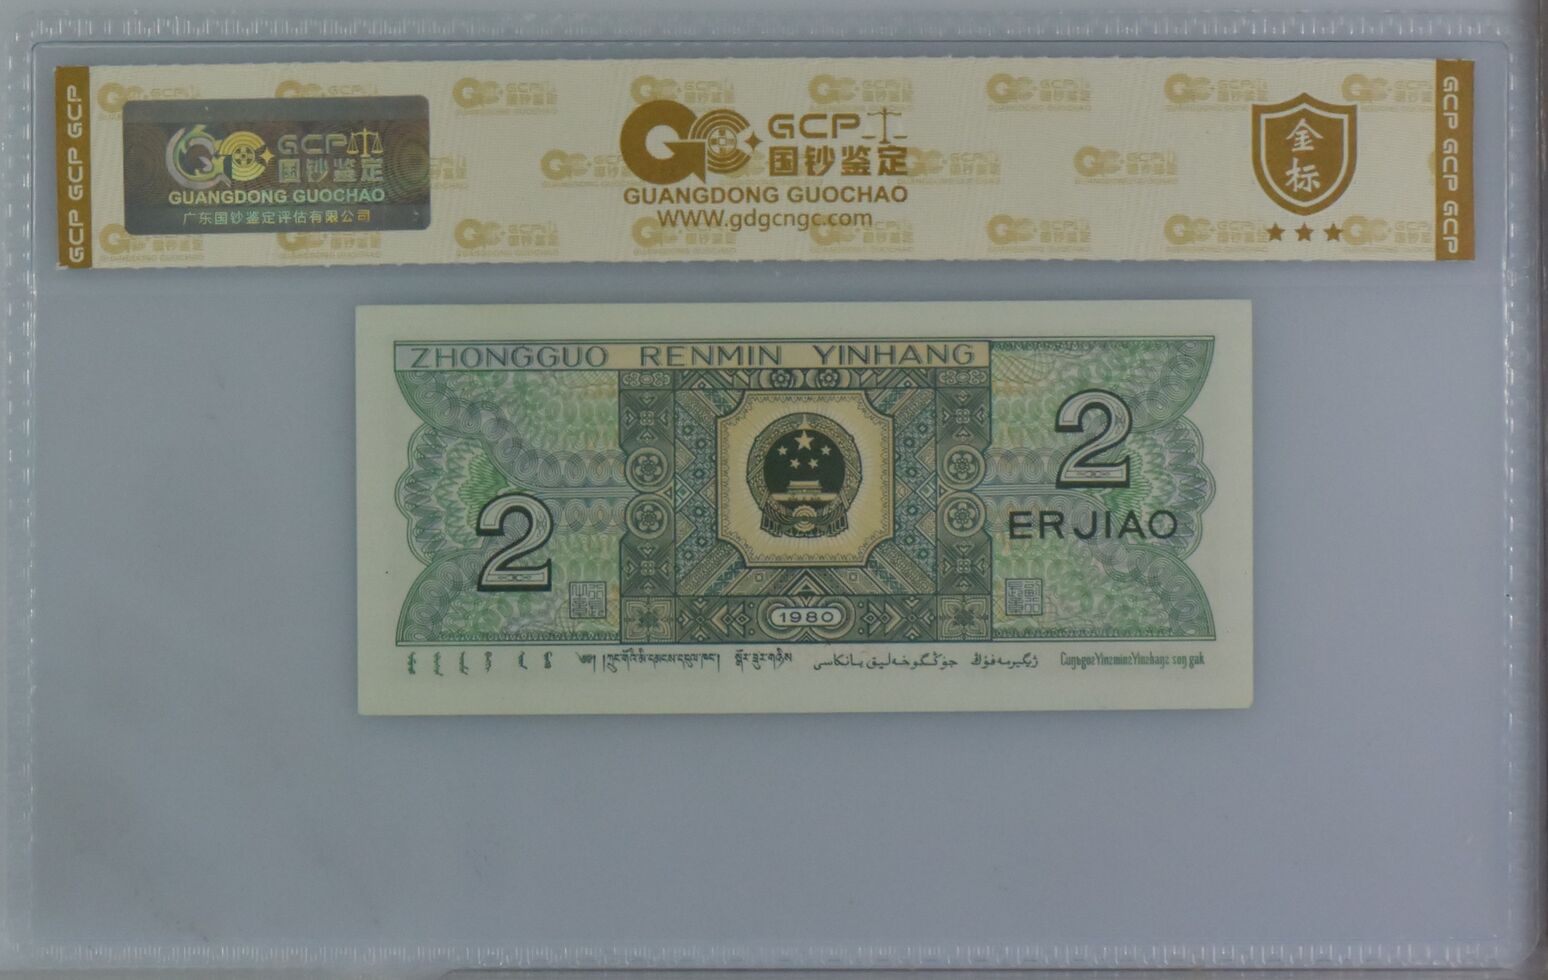 GCP GCP GCP
GCP
国钞鉴定
GUANGDONG GUOCHAO
广东国钞鉴定评估有限公司
GCP
国钞鉴定
GUANGDONG GUOCHAO
WWW.gdgcngc.com
金
标
GCP GCP GCP
ZHONGGUO RENMIN YINHANG
2
2
ERJIAO
1980